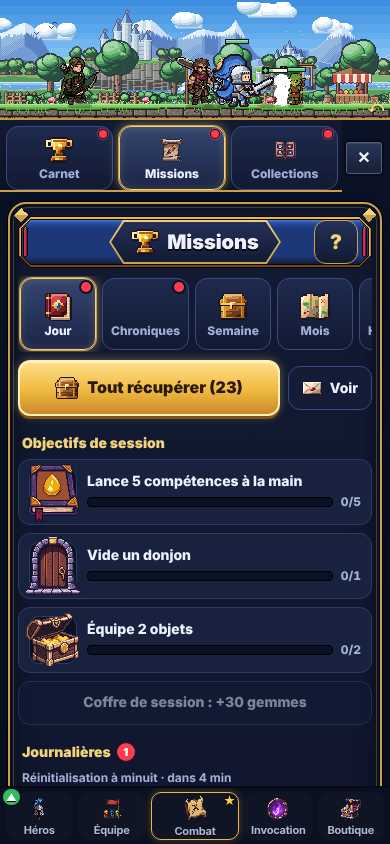 Carnet
Missions
Collections
×
Missions
?
Jour
Chroniques
Semaine
Mois
Tout récupérer (23)
Voir
Objectifs de session
Lance 5 compétences à la main
0/5
Vide un donjon
0/1
Équipe 2 objets
0/2
Coffre de session : +30 gemmes
Journalières 1
Réinitialisation à minuit · dans 4 min
Héros
Équipe
Combat
Invocation
Boutique